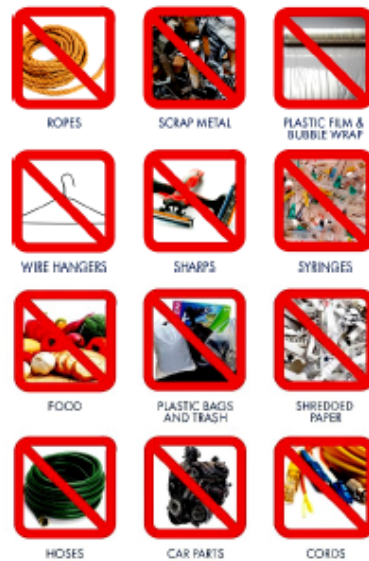 ROPES
SCRAP METAL
PLASTIC FILM &
BUBBLE WRAP
WIRE HANGERS
SHARPS
SYRINGES
FOOD
PLASTIC BAGS
AND TRASH
SHREDDED
PAPER
HOSES
CAR PARTS
CORDS